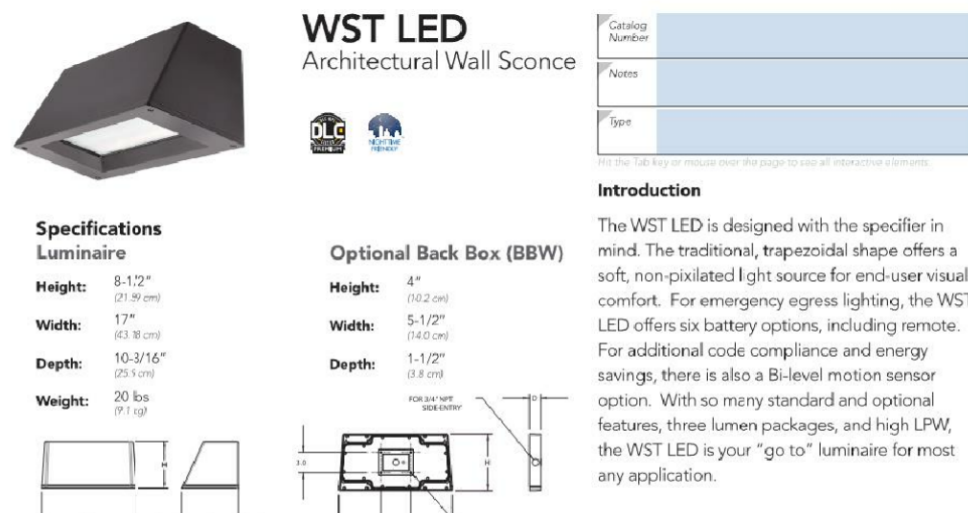 WST LED
Architectural Wall Sconce
DLC
PREMIUM
NIGHTTIME
FRIENDLY
Catalog
Number
Notes
Type
Hit the Tab key or mouse over the page to see all interactive elements.
Specifications
Luminaire
Height: 8-1/2"
(21.59 cm)
Width: 17"
(43.18 cm)
Depth: 10-3/16"
(25.9 cm)
Weight: 20 lbs
(9.1 kg)
Optional Back Box (BBW)
Height: 4"
(10.2 cm)
Width: 5-1/2"
(14.0 cm)
Depth: 1-1/2"
(3.8 cm)
FOR 3/4" NPT
SIDE-ENTRY
D
H
3.0
H
Introduction
The WST LED is designed with the specifier in
mind. The traditional, trapezoidal shape offers a
soft, non-pixilated light source for end-user visual
comfort. For emergency egress lighting, the WST
LED offers six battery options, including remote.
For additional code compliance and energy
savings, there is also a Bi-level motion sensor
option. With so many standard and optional
features, three lumen packages, and high LPW,
the WST LED is your "go to" luminaire for most
any application.